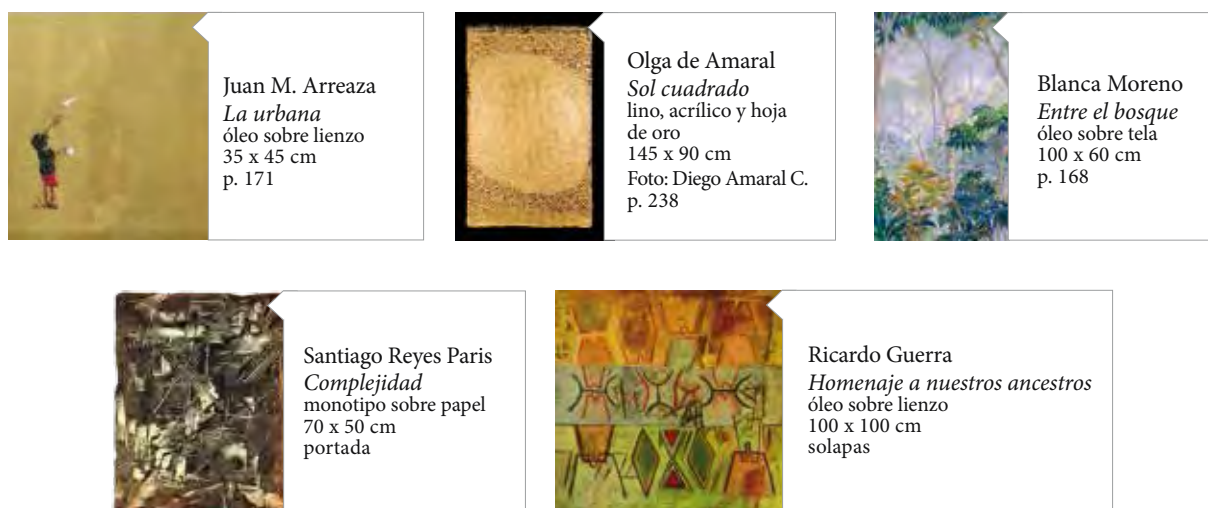 Juan M. Arreaza
La urbana
óleo sobre lienzo
35 x 45 cm
p. 171
Olga de Amaral
Sol cuadrado
lino, acrílico y hoja
de oro
145 x 90 cm
Foto: Diego Amaral C.
p. 238
Blanca Moreno
Entre el bosque
óleo sobre tela
100 x 60 cm
p. 168
Santiago Reyes Paris
Complejidad
monotipo sobre papel
70 x 50 cm
portada
Ricardo Guerra
Homenaje a nuestros ancestros
óleo sobre lienzo
100 x 100 cm
solapas